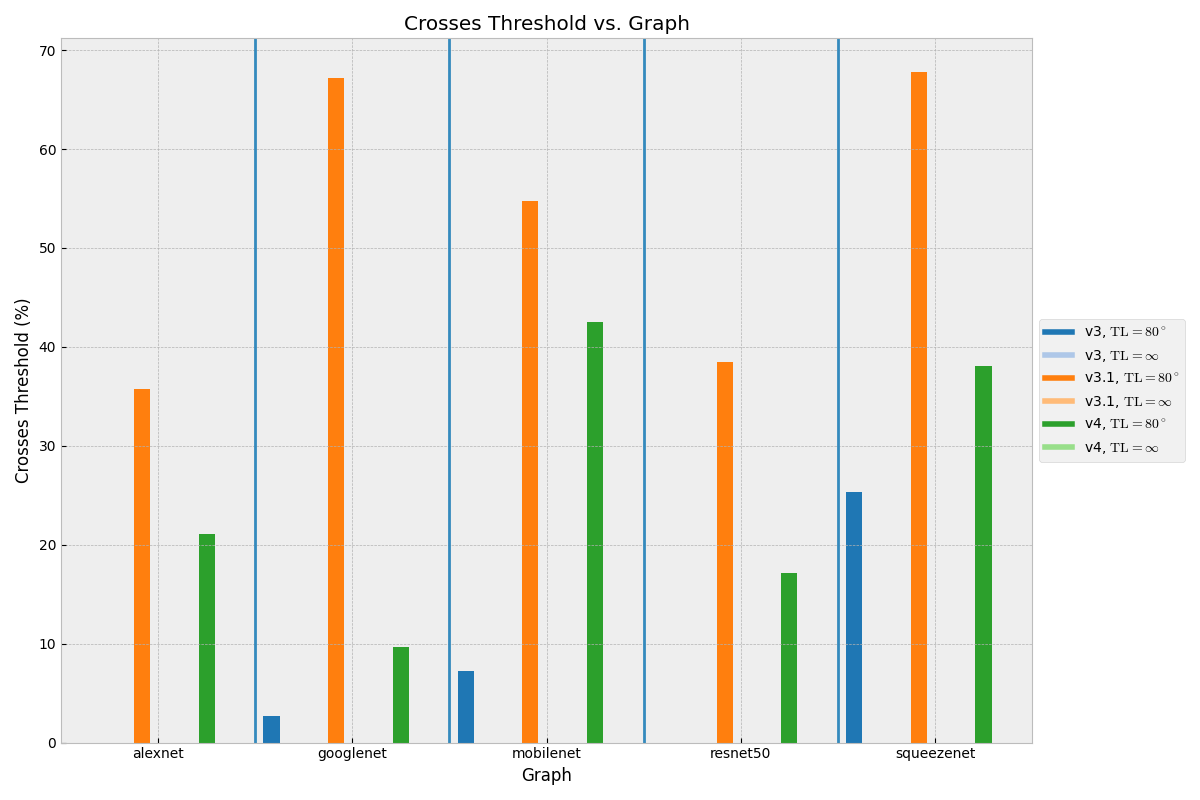 Crosses Threshold vs. Graph
Crosses Threshold (%)
70
60
50
40
30
20
10
0
alexnet
googlenet
mobilenet
resnet50
squeezenet
Graph
v3, TL = 80°
v3, TL = ∞
v3.1, TL = 80°
v3.1, TL = ∞
v4, TL = 80°
v4, TL = ∞